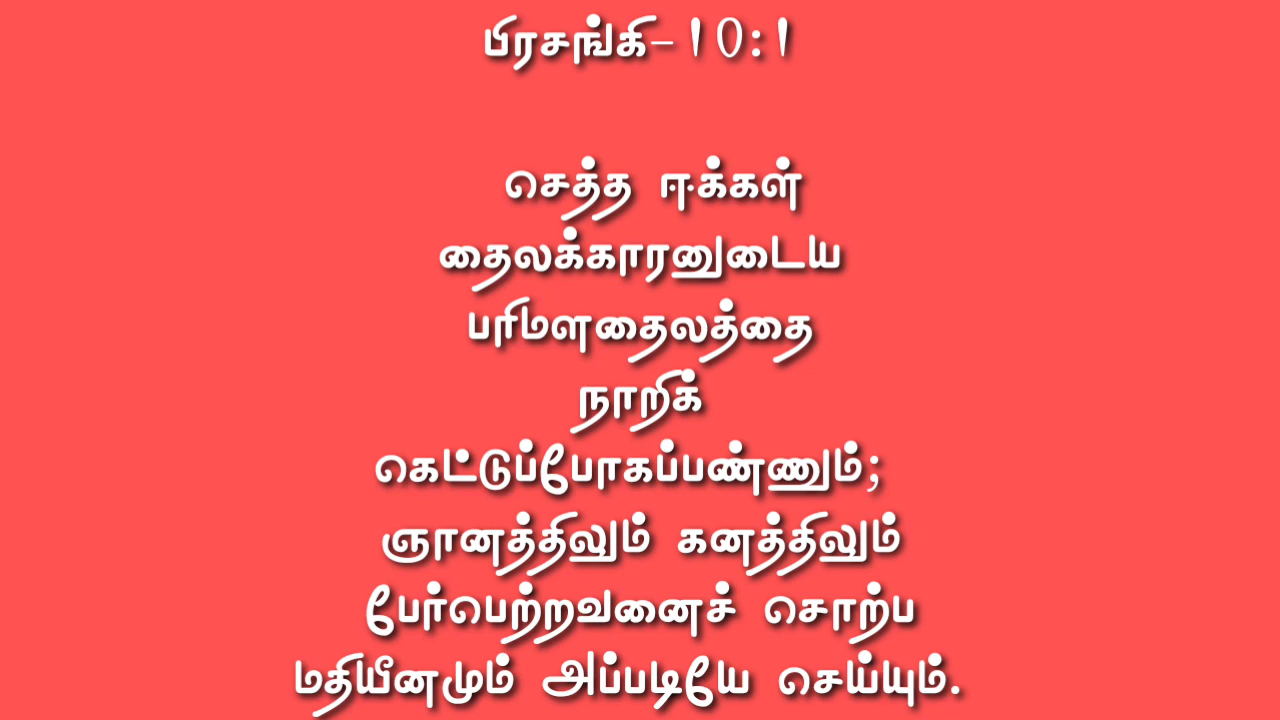 பிரசங்கி-10:1
செத்த ஈக்கள்
தைலக்காரனுடைய
பரிமளதைலத்தை
நாறிக்
கெட்டுப்போகப்பண்ணும்;
ஞானத்திலும் கனத்திலும்
பேர்பெற்றவனைச் சொற்ப
மதியீனமும் அப்படியே செய்யும்.